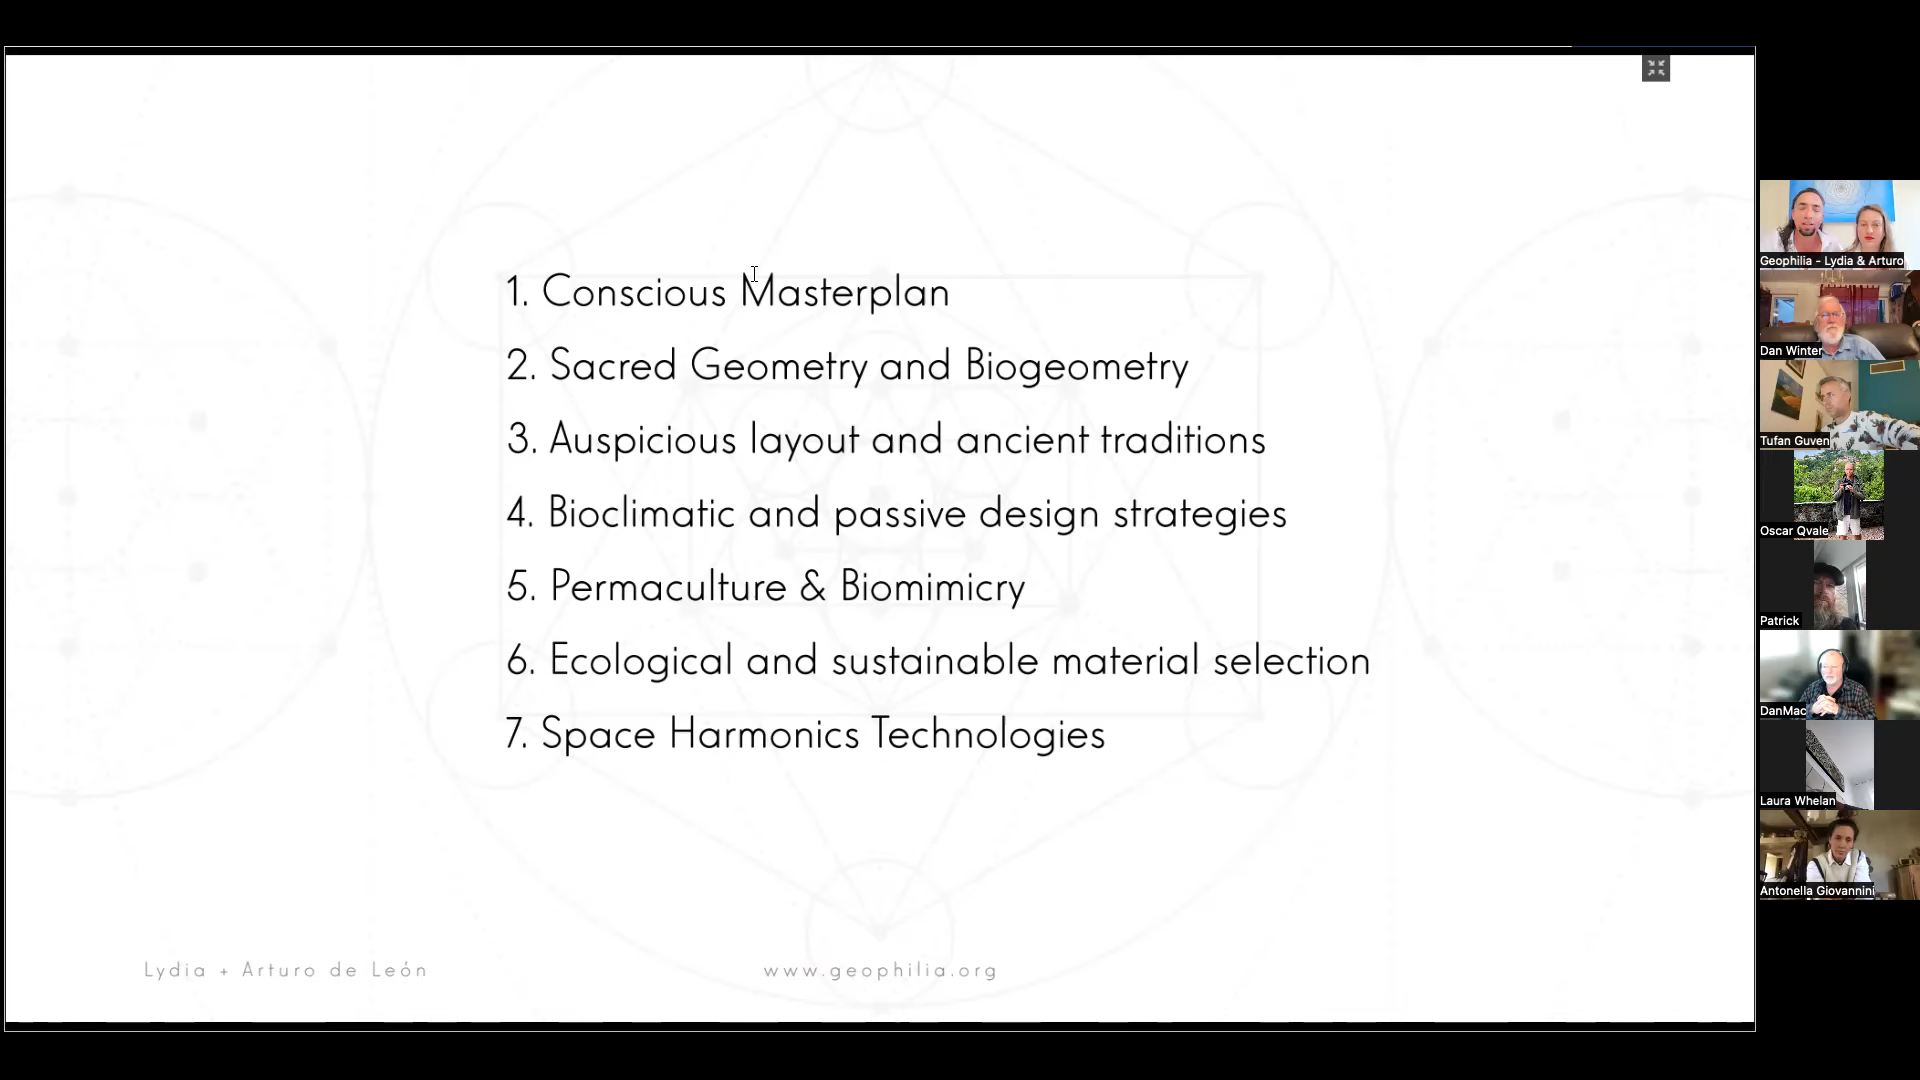 1. Conscious Masterplan
2. Sacred Geometry and Biogeometry
3. Auspicious layout and ancient traditions
4. Bioclimatic and passive design strategies
5. Permaculture & Biomimicry
6. Ecological and sustainable material selection
7. Space Harmonics Technologies
Lydia + Arturo de León
www.geophilia.org
Geophilia - Lydia & Arturo
Dan Winter
Tufan Guven
Oscar Qvale
Patrick
DanMac
Laura Whelan
Antonella Giovannini